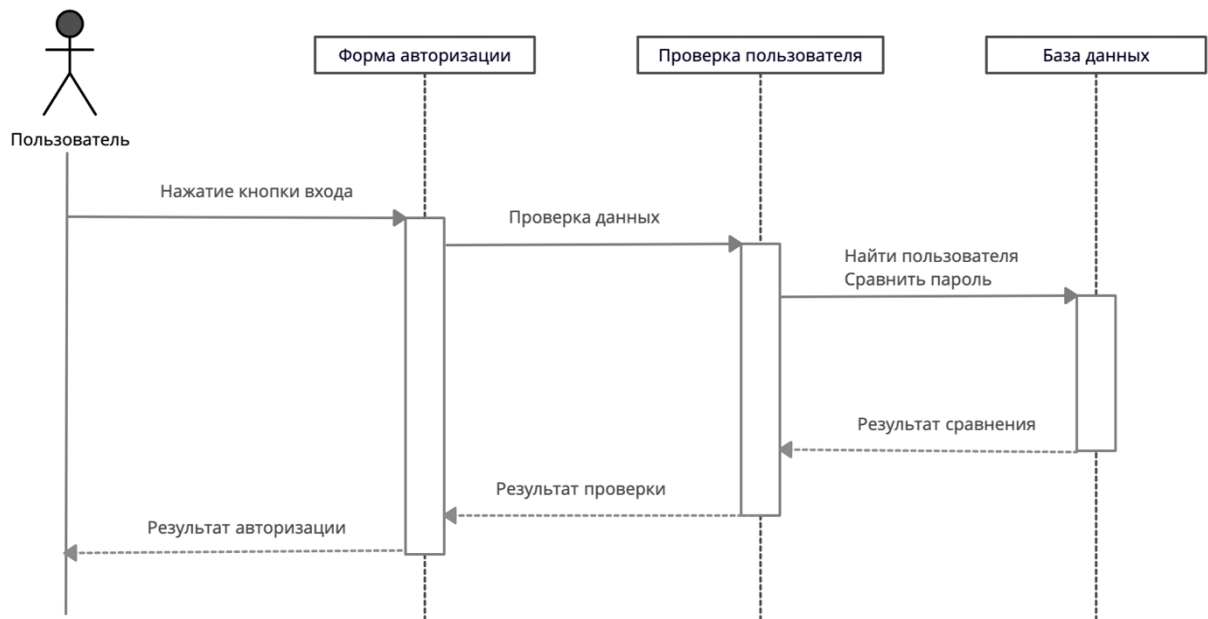 Форма авторизации
Проверка пользователя
База данных
Пользователь
Нажатие кнопки входа
Проверка данных
Найти пользователя
Сравнить пароль
Результат сравнения
Результат проверки
Результат авторизации